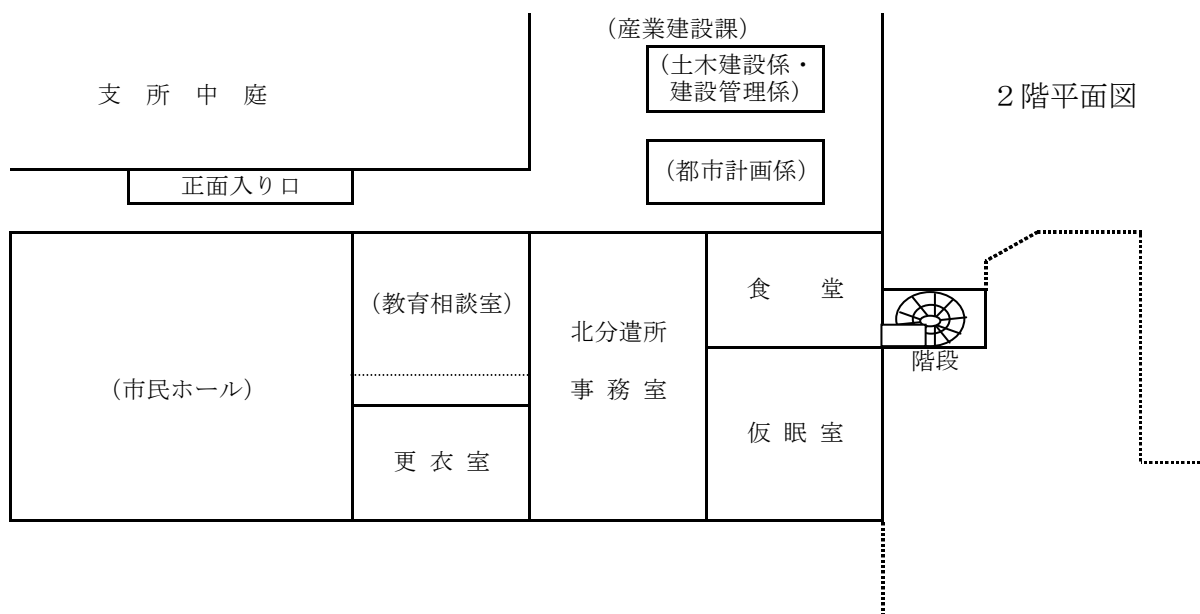 (産業建設課)
(土木建設係・
建設管理係)
支 所 中 庭
2階平面図
(都市計画係)
正面入り口
食 堂
(教育相談室)
北分遣所
事 務 室
階段
(市民ホール)
仮 眠 室
更 衣 室